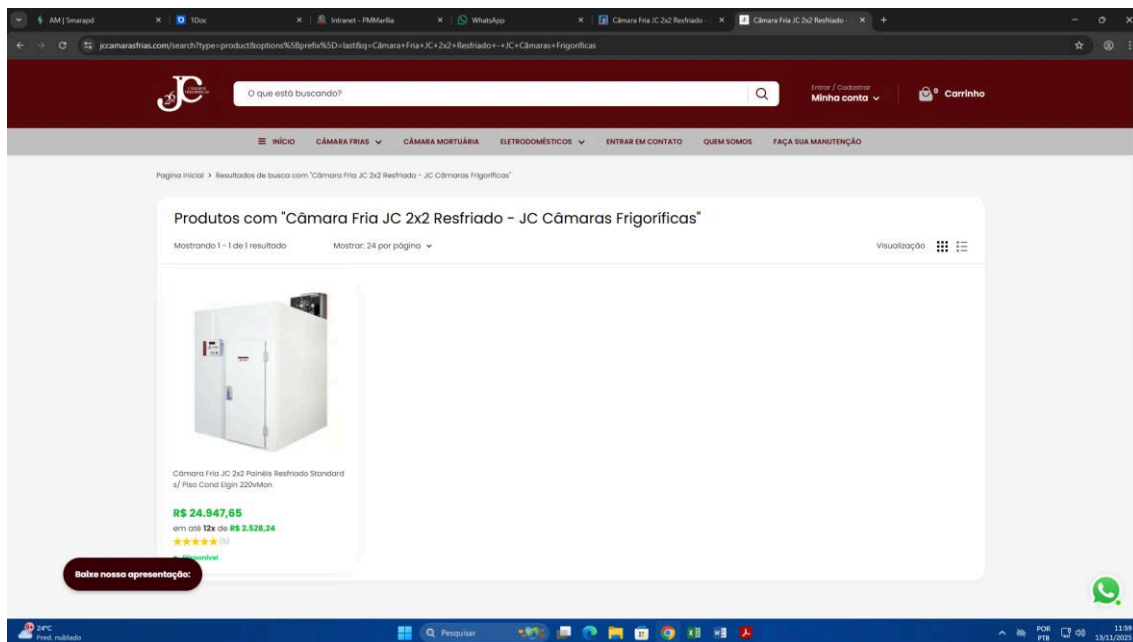 AM | Smarapd
1Doc
Intranet - PMMarília
WhatsApp
Câmara Fria JC 2x2 Resfriado -
Câmara Fria JC 2x2 Resfriado -
jccamarasfrias.com/search?type=product&options%5Bprefix%5D=last&q=Câmara+Fria+JC+2x2+Resfriado+-+JC+Câmaras+Frigoríficas
JC
O que está buscando?
Entrar / Cadastrar
Minha conta
0 Carrinho
INÍCIO CÂMARA FRIAS CÂMARA MORTUÁRIA ELETRODOMÉSTICOS ENTRAR EM CONTATO QUEM SOMOS FAÇA SUA MANUTENÇÃO
Pagina inicial > Resultados de busca com "Câmara Fria JC 2x2 Resfriado - JC Câmaras Frigoríficas"
Produtos com "Câmara Fria JC 2x2 Resfriado - JC Câmaras Frigoríficas"
Mostrando 1 - 1 de 1 resultado
Mostrar: 24 por página
Visualização
Câmara Fria JC 2x2 Painéis Resfriado Standard
s/ Piso Cond Elgin 220vMon
R$ 24.947,65
em até 12x de R$ 2.528,24
(5)
Disponível
Baixe nossa apresentação:
24°C
Pred. nublado
Pesquisar
POR
PTB
11:59
13/11/2025